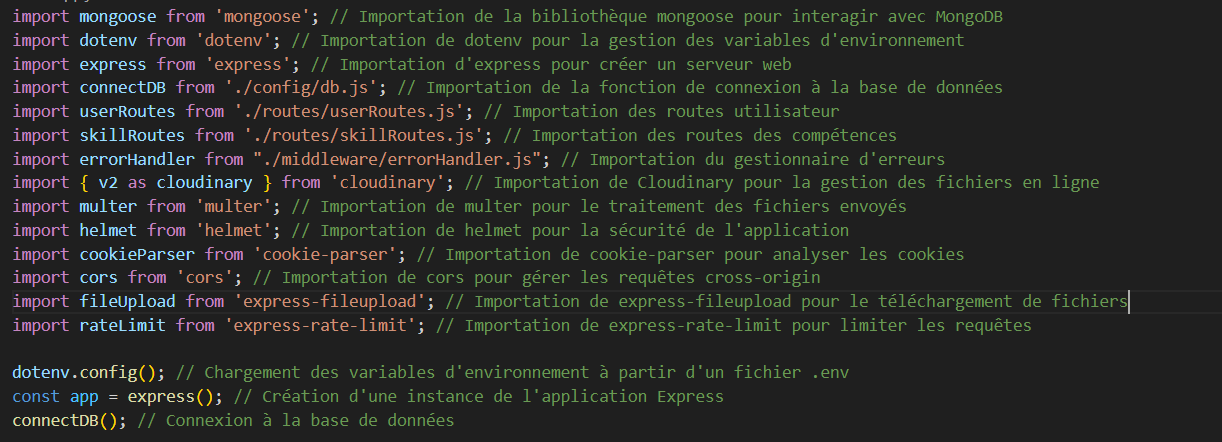 import mongoose from 'mongoose'; // Importation de la bibliothèque mongoose pour interagir avec MongoDB
import dotenv from 'dotenv'; // Importation de dotenv pour la gestion des variables d'environnement
import express from 'express'; // Importation d'express pour créer un serveur web
import connectDB from './config/db.js'; // Importation de la fonction de connexion à la base de données
import userRoutes from './routes/userRoutes.js'; // Importation des routes utilisateur
import skillRoutes from './routes/skillRoutes.js'; // Importation des routes des compétences
import errorHandler from "./middleware/errorHandler.js"; // Importation du gestionnaire d'erreurs
import { v2 as cloudinary } from 'cloudinary'; // Importation de Cloudinary pour la gestion des fichiers en ligne
import multer from 'multer'; // Importation de multer pour le traitement des fichiers envoyés
import helmet from 'helmet'; // Importation de helmet pour la sécurité de l'application
import cookieParser from 'cookie-parser'; // Importation de cookie-parser pour analyser les cookies
import cors from 'cors'; // Importation de cors pour gérer les requêtes cross-origin
import fileUpload from 'express-fileupload'; // Importation de express-fileupload pour le téléchargement de fichiers
import rateLimit from 'express-rate-limit'; // Importation de express-rate-limit pour limiter les requêtes
dotenv.config(); // Chargement des variables d'environnement à partir d'un fichier .env
const app = express(); // Création d'une instance de l'application Express
connectDB(); // Connexion à la base de données